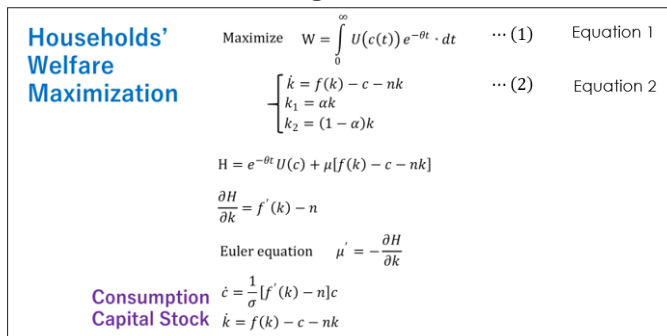 Households' Welfare Maximization
Maximize W = ∫₀^∞ U(c(t)) e^{-θt} · dt ⋯ (1) Equation 1
k̇ = f(k) − c − nk ⋯ (2) Equation 2
k₁ = αk
k₂ = (1 − α)k
H = e^{-θt} U(c) + μ[f(k) − c − nk]
∂H/∂k = f′(k) − n
Euler equation μ′ = −∂H/∂k
Consumption ċ = 1/σ [f′(k) − n]c
Capital Stock k̇ = f(k) − c − nk